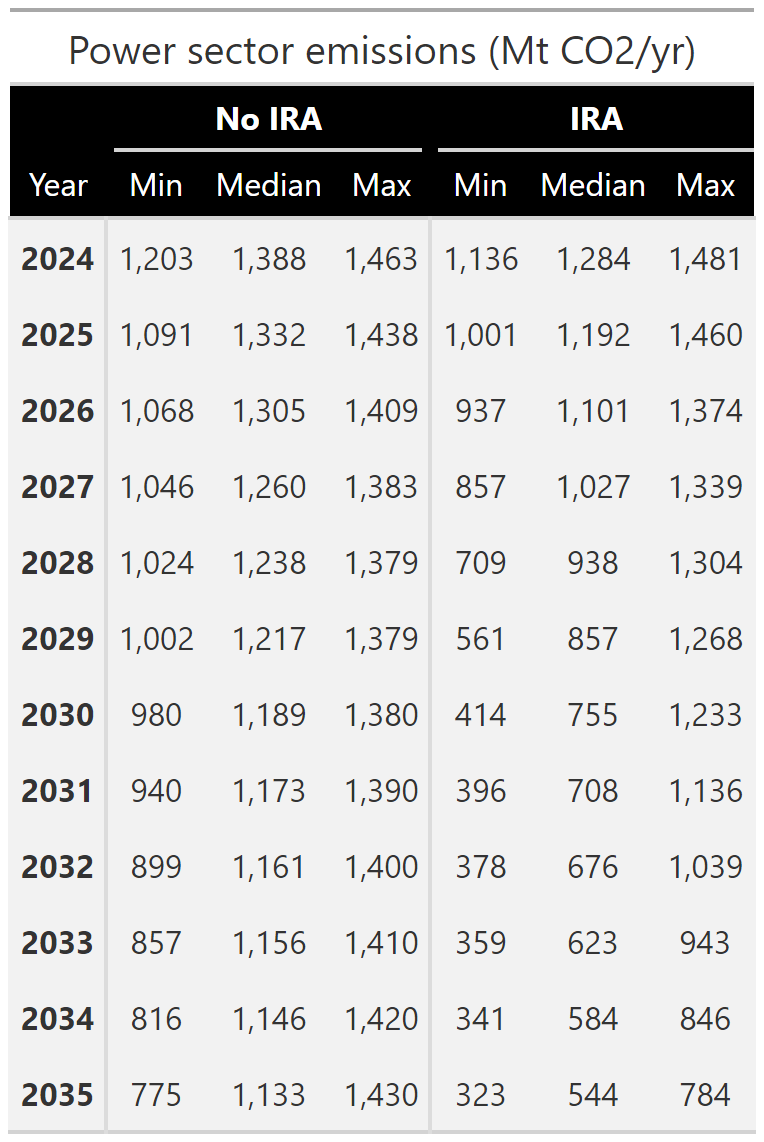 Power sector emissions (Mt CO2/yr)
No IRA IRA
Year Min Median Max Min Median Max
2024 1,203 1,388 1,463 1,136 1,284 1,481
2025 1,091 1,332 1,438 1,001 1,192 1,460
2026 1,068 1,305 1,409 937 1,101 1,374
2027 1,046 1,260 1,383 857 1,027 1,339
2028 1,024 1,238 1,379 709 938 1,304
2029 1,002 1,217 1,379 561 857 1,268
2030 980 1,189 1,380 414 755 1,233
2031 940 1,173 1,390 396 708 1,136
2032 899 1,161 1,400 378 676 1,039
2033 857 1,156 1,410 359 623 943
2034 816 1,146 1,420 341 584 846
2035 775 1,133 1,430 323 544 784